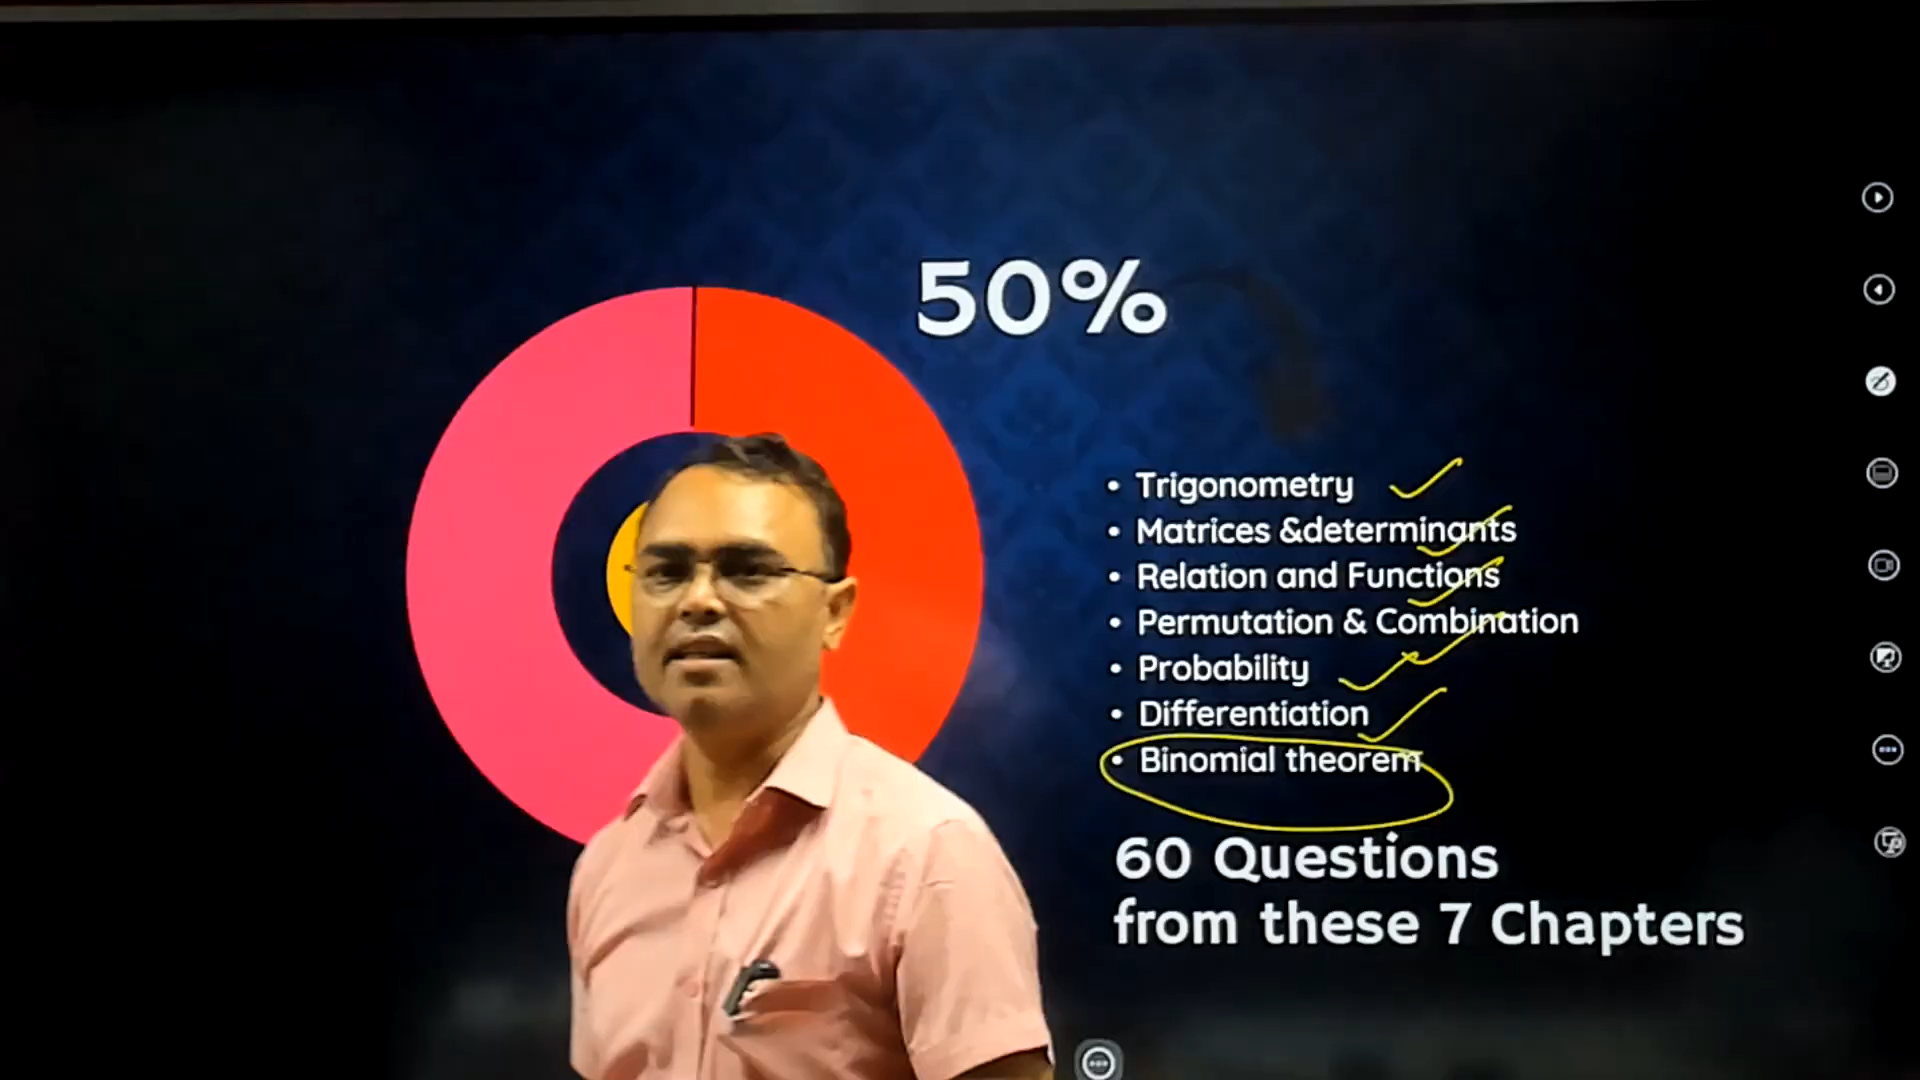 50%
• Trigonometry
• Matrices &determinants
• Relation and Functions
• Permutation & Combination
• Probability
• Differentiation
• Binomial theorem
60 Questions
from these 7 Chapters